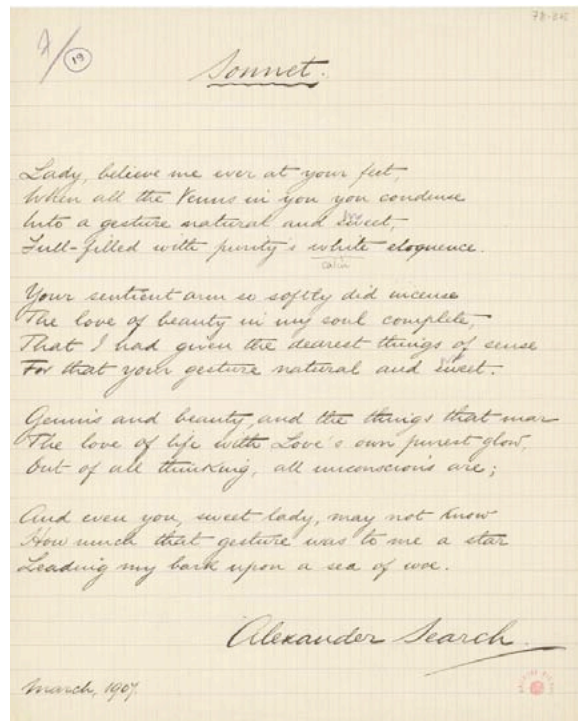 78-
7/
19
Sonnet.
Lady, believe me ever at your feet,
When all the Venus in you you condense
Into a gesture natural and sweet,
Full-filled with purity's white eloquence.
calm
Your sentient arm so softly did incense
The love of beauty in my soul complete,
That I had given the dearest things of sense
For that your gesture natural and sweet.
Genius and beauty, and the things that mar
The love of life with Love's own purest glow,
Out of all thinking, all unconscious are;
And even you, sweet lady, may not know
How much that gesture was to me a star
Leading my bark upon a sea of woe.
Alexander Search.
March, 1907.